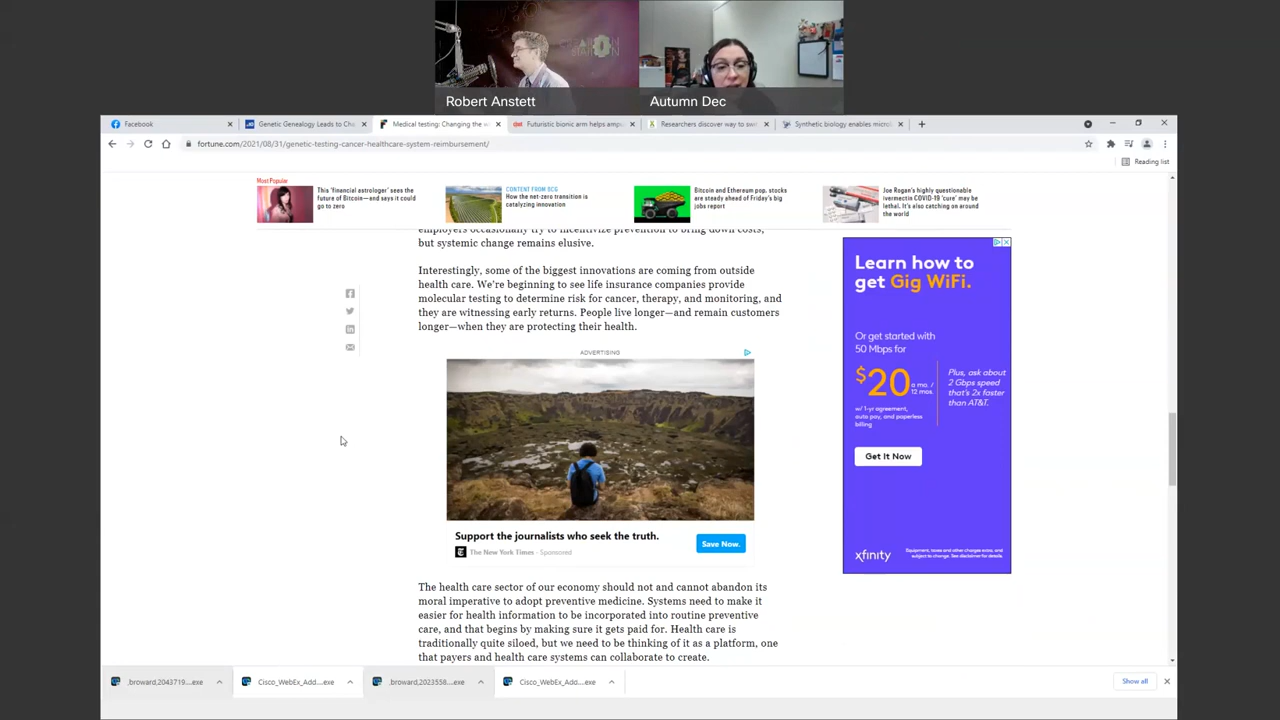 Robert Anstett
Autumn Dec
Facebook
Genetic Genealogy Leads to Ch
Medical testing: Changing the w
Futuristic bionic arm helps amp
Researchers discover way to sw
Synthetic biology enables micro
fortune.com/2021/08/31/genetic-testing-cancer-healthcare-system-reimbursement/
Reading list
Most Popular
This 'financial astrologer' sees the
future of Bitcoin—and says it could
go to zero
CONTENT FROM SCG
How the net-zero transition is
catalyzing innovation
Bitcoin and Ethereum pop, stocks
are steady ahead of Friday's big
jobs report
Joe Rogan's highly questionable
ivermectin COVID-19 'cure' may be
lethal. It's also catching on around
the world
employers occasionally try to incentivize prevention to bring down costs,
but systemic change remains elusive.
Interestingly, some of the biggest innovations are coming from outside
health care. We're beginning to see life insurance companies provide
molecular testing to determine risk for cancer, therapy, and monitoring, and
they are witnessing early returns. People live longer—and remain customers
longer—when they are protecting their health.
ADVERTISING
Support the journalists who seek the truth.
The New York Times - Sponsored
Save Now.
The health care sector of our economy should not and cannot abandon its
moral imperative to adopt preventive medicine. Systems need to make it
easier for health information to be incorporated into routine preventive
care, and that begins by making sure it gets paid for. Health care is
traditionally quite siloed, but we need to be thinking of it as a platform, one
that payers and health care systems can collaborate to create.
Learn how to
get Gig WiFi.
Or get started with
50 Mbps for
$20 a mo. /
12 mos.
w/ 1-yr agreement,
auto pay, and paperless
billing
Plus, ask about
2 Gbps speed
that's 2x faster
than AT&T.
Get It Now
xfinity
Equipment, taxes and other charges extra, and
subject to change. See disclaimer for details.
_broward,2043719....exe
Cisco_WebEx_Add....exe
_broward,2023558....exe
Cisco_WebEx_Add....exe
Show all